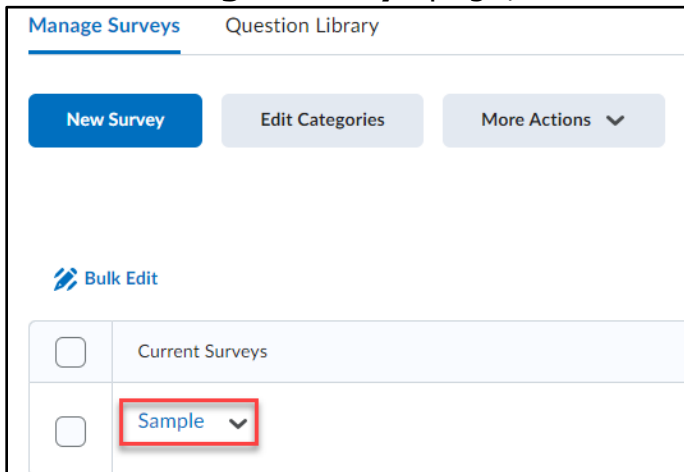 Manage Surveys Question Library
New Survey Edit Categories More Actions
Bulk Edit
Current Surveys
Sample